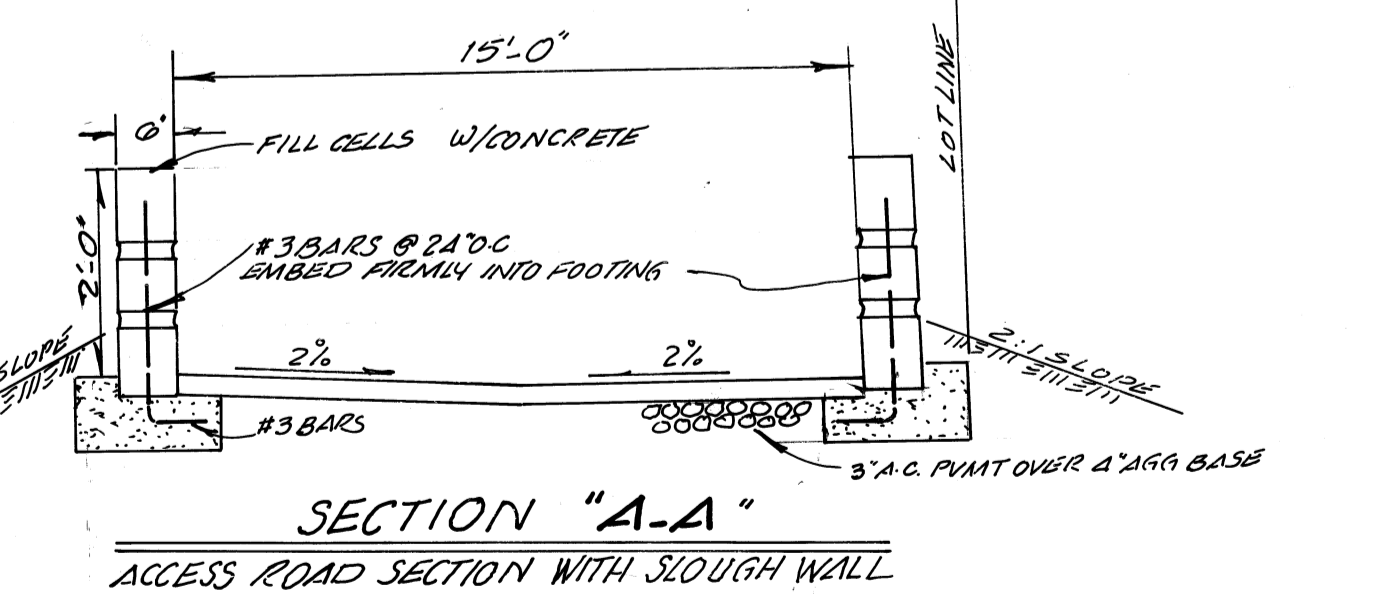 15'-0"
LOT LINE
6"
FILL CELLS W/CONCRETE
2'-0"
#3 BARS @ 24" O.C
EMBED FIRMLY INTO FOOTING
SLOPE
2%
2%
2:1 SLOPE
#3 BARS
3" A.C. PVMT OVER 4" AGG BASE
SECTION "A-A"
ACCESS ROAD SECTION WITH SLOUGH WALL